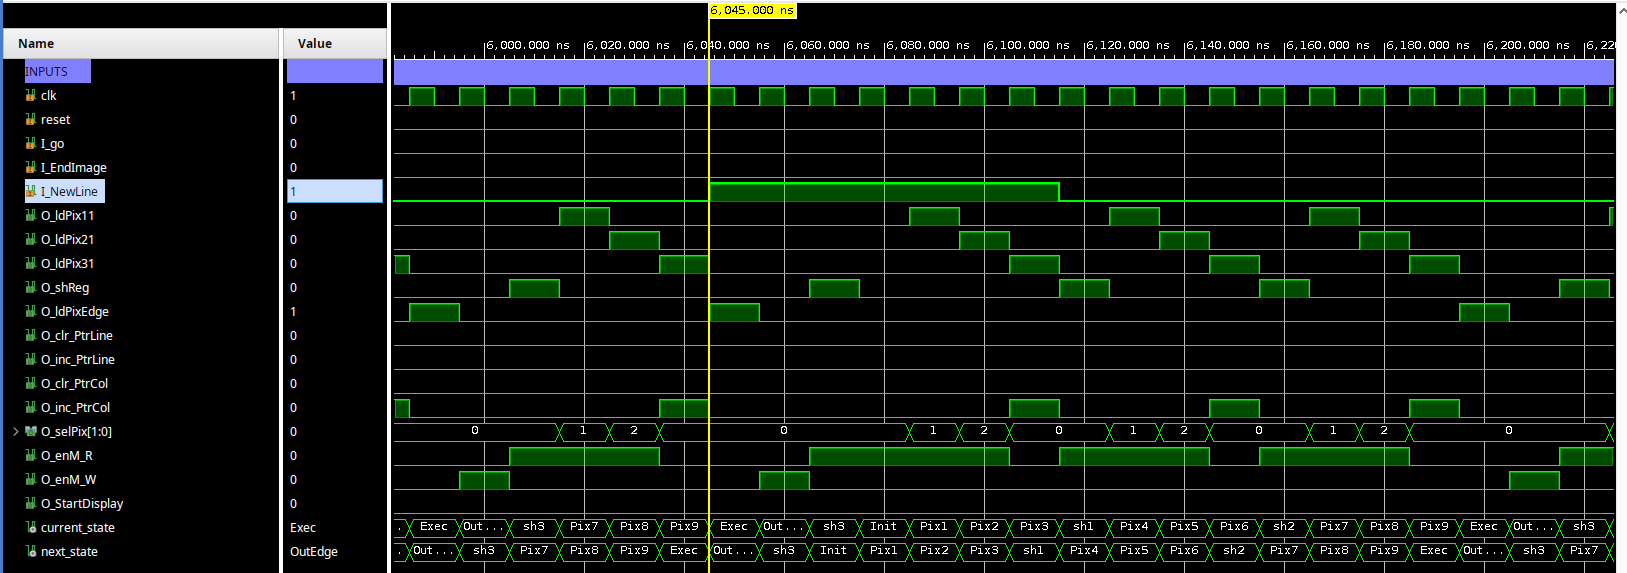 6,045.000 ns
Name Value 6,000.000 ns 6,020.000 ns 6,040.000 ns 6,060.000 ns 6,080.000 ns 6,100.000 ns 6,120.000 ns 6,140.000 ns 6,160.000 ns 6,180.000 ns 6,200.000 ns 6,22
INPUTS
clk 1
reset 0
I_go 0
I_EndImage 0
I_NewLine 1
O_ldPix11 0
O_ldPix21 0
O_ldPix31 0
O_shReg 0
O_ldPixEdge 1
O_clr_PtrLine 0
O_inc_PtrLine 0
O_clr_PtrCol 0
O_inc_PtrCol 0
O_selPix[1:0] 0 0 1 2 0 1 2 0 1 2 0 1 2 0
O_enM_R 0
O_enM_W 0
O_StartDisplay 0
current_state Exec . Exec Out... sh3 Pix7 Pix8 Pix9 Exec Out... sh3 Init Pix1 Pix2 Pix3 sh1 Pix4 Pix5 Pix6 sh2 Pix7 Pix8 Pix9 Exec Out... sh3
next_state OutEdge . Out... sh3 Pix7 Pix8 Pix9 Exec Out... sh3 Init Pix1 Pix2 Pix3 sh1 Pix4 Pix5 Pix6 sh2 Pix7 Pix8 Pix9 Exec Out... sh3 Pix7